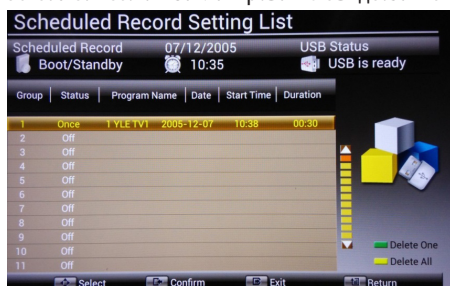 Scheduled Record Setting List
Scheduled Record 07/12/2005 USB Status
Boot/Standby 10:35 USB is ready
Group Status Program Name Date Start Time Duration
1 Once 1 YLE TV1 2005-12-07 10:38 00:30
2 Off
3 Off
4 Off
5 Off
6 Off
7 Off
8 Off
9 Off
10 Off
11 Off
Delete One
Delete All
Select Confirm Exit Return